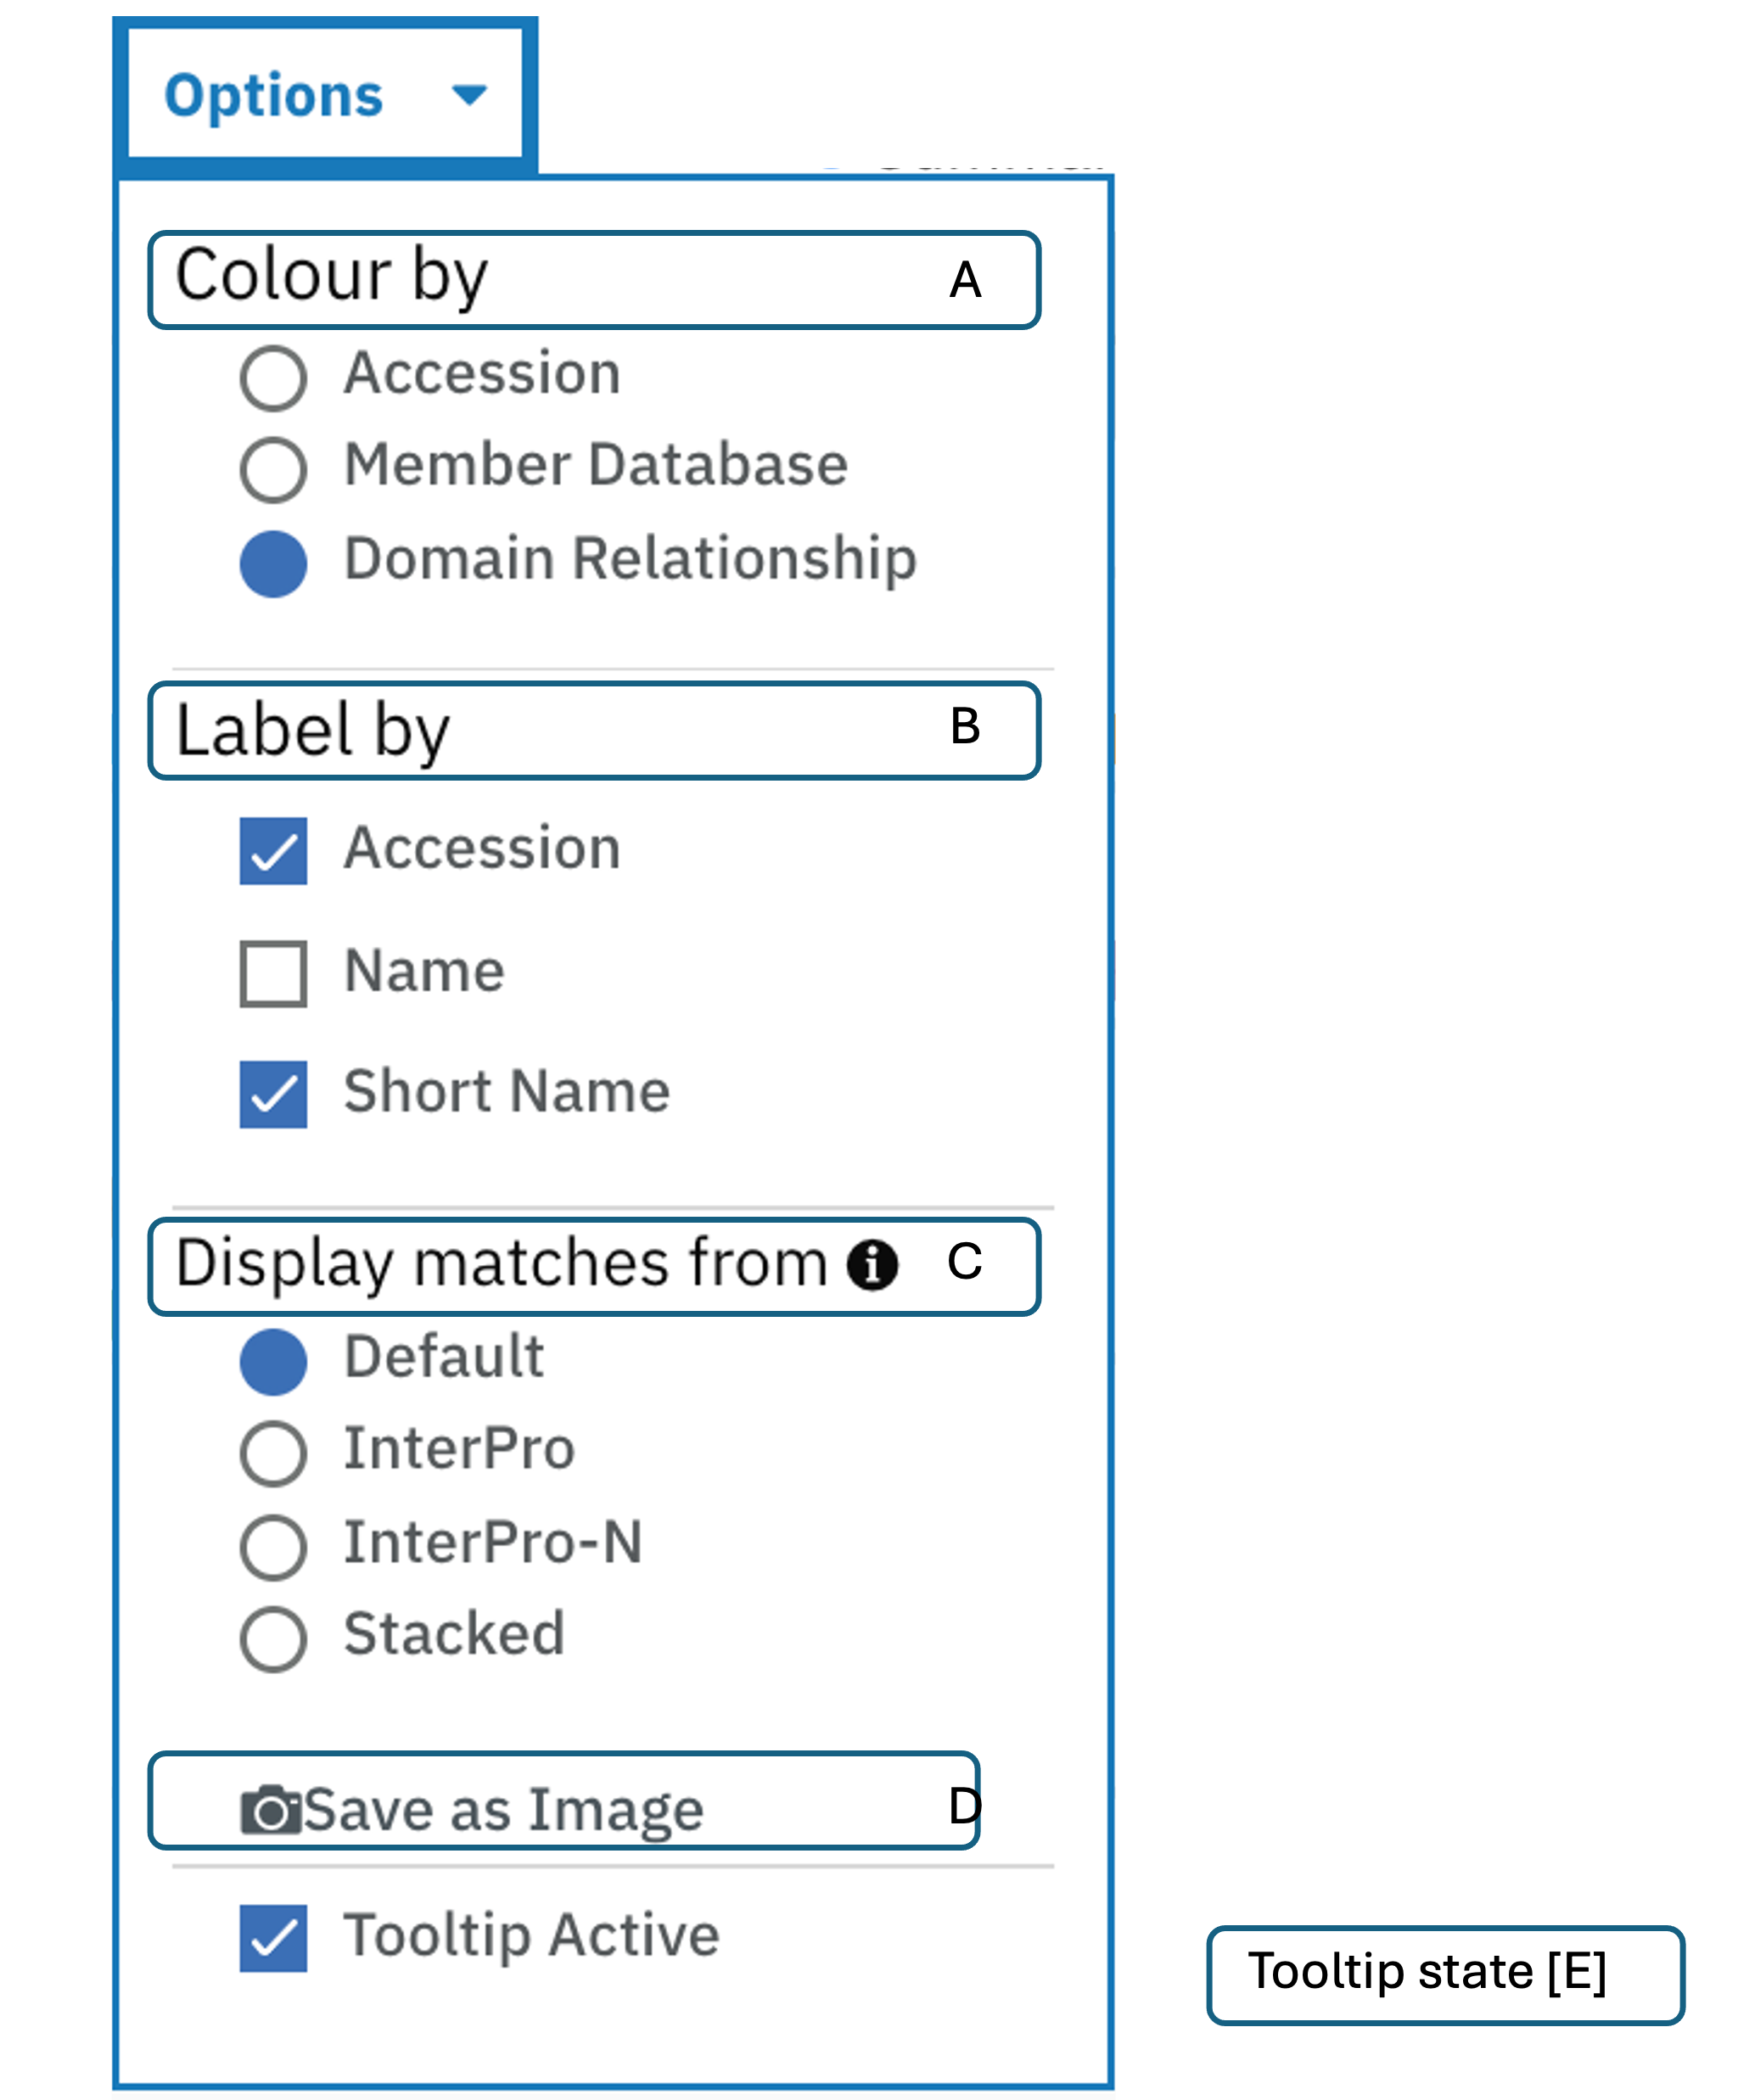 Options
Colour by A
Accession
Member Database
Domain Relationship
Label by B
Accession
Name
Short Name
Display matches from C
Default
InterPro
InterPro-N
Stacked
Save as Image D
Tooltip Active
Tooltip state [E]